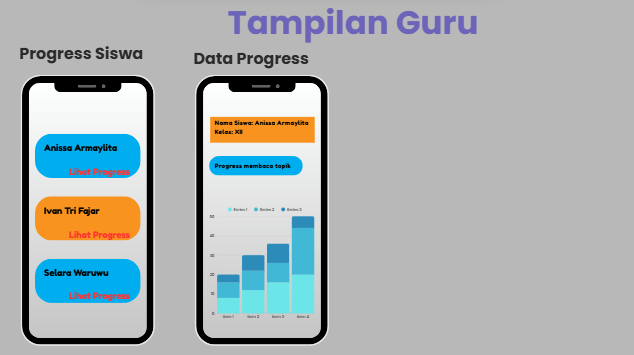 Tampilan Guru
Progress Siswa
Anissa Armaylita
Lihat Progress
Ivan Tri Fajar
Lihat Progress
Selara Waruwu
Lihat Progress
Data Progress
Nama Siswa: Anissa Armaylita
Kelas: XII
Progress membaca topik
Series 1 Series 2 Series 3
50
40
30
20
10
0
Item 1 Item 2 Item 3 Item 4